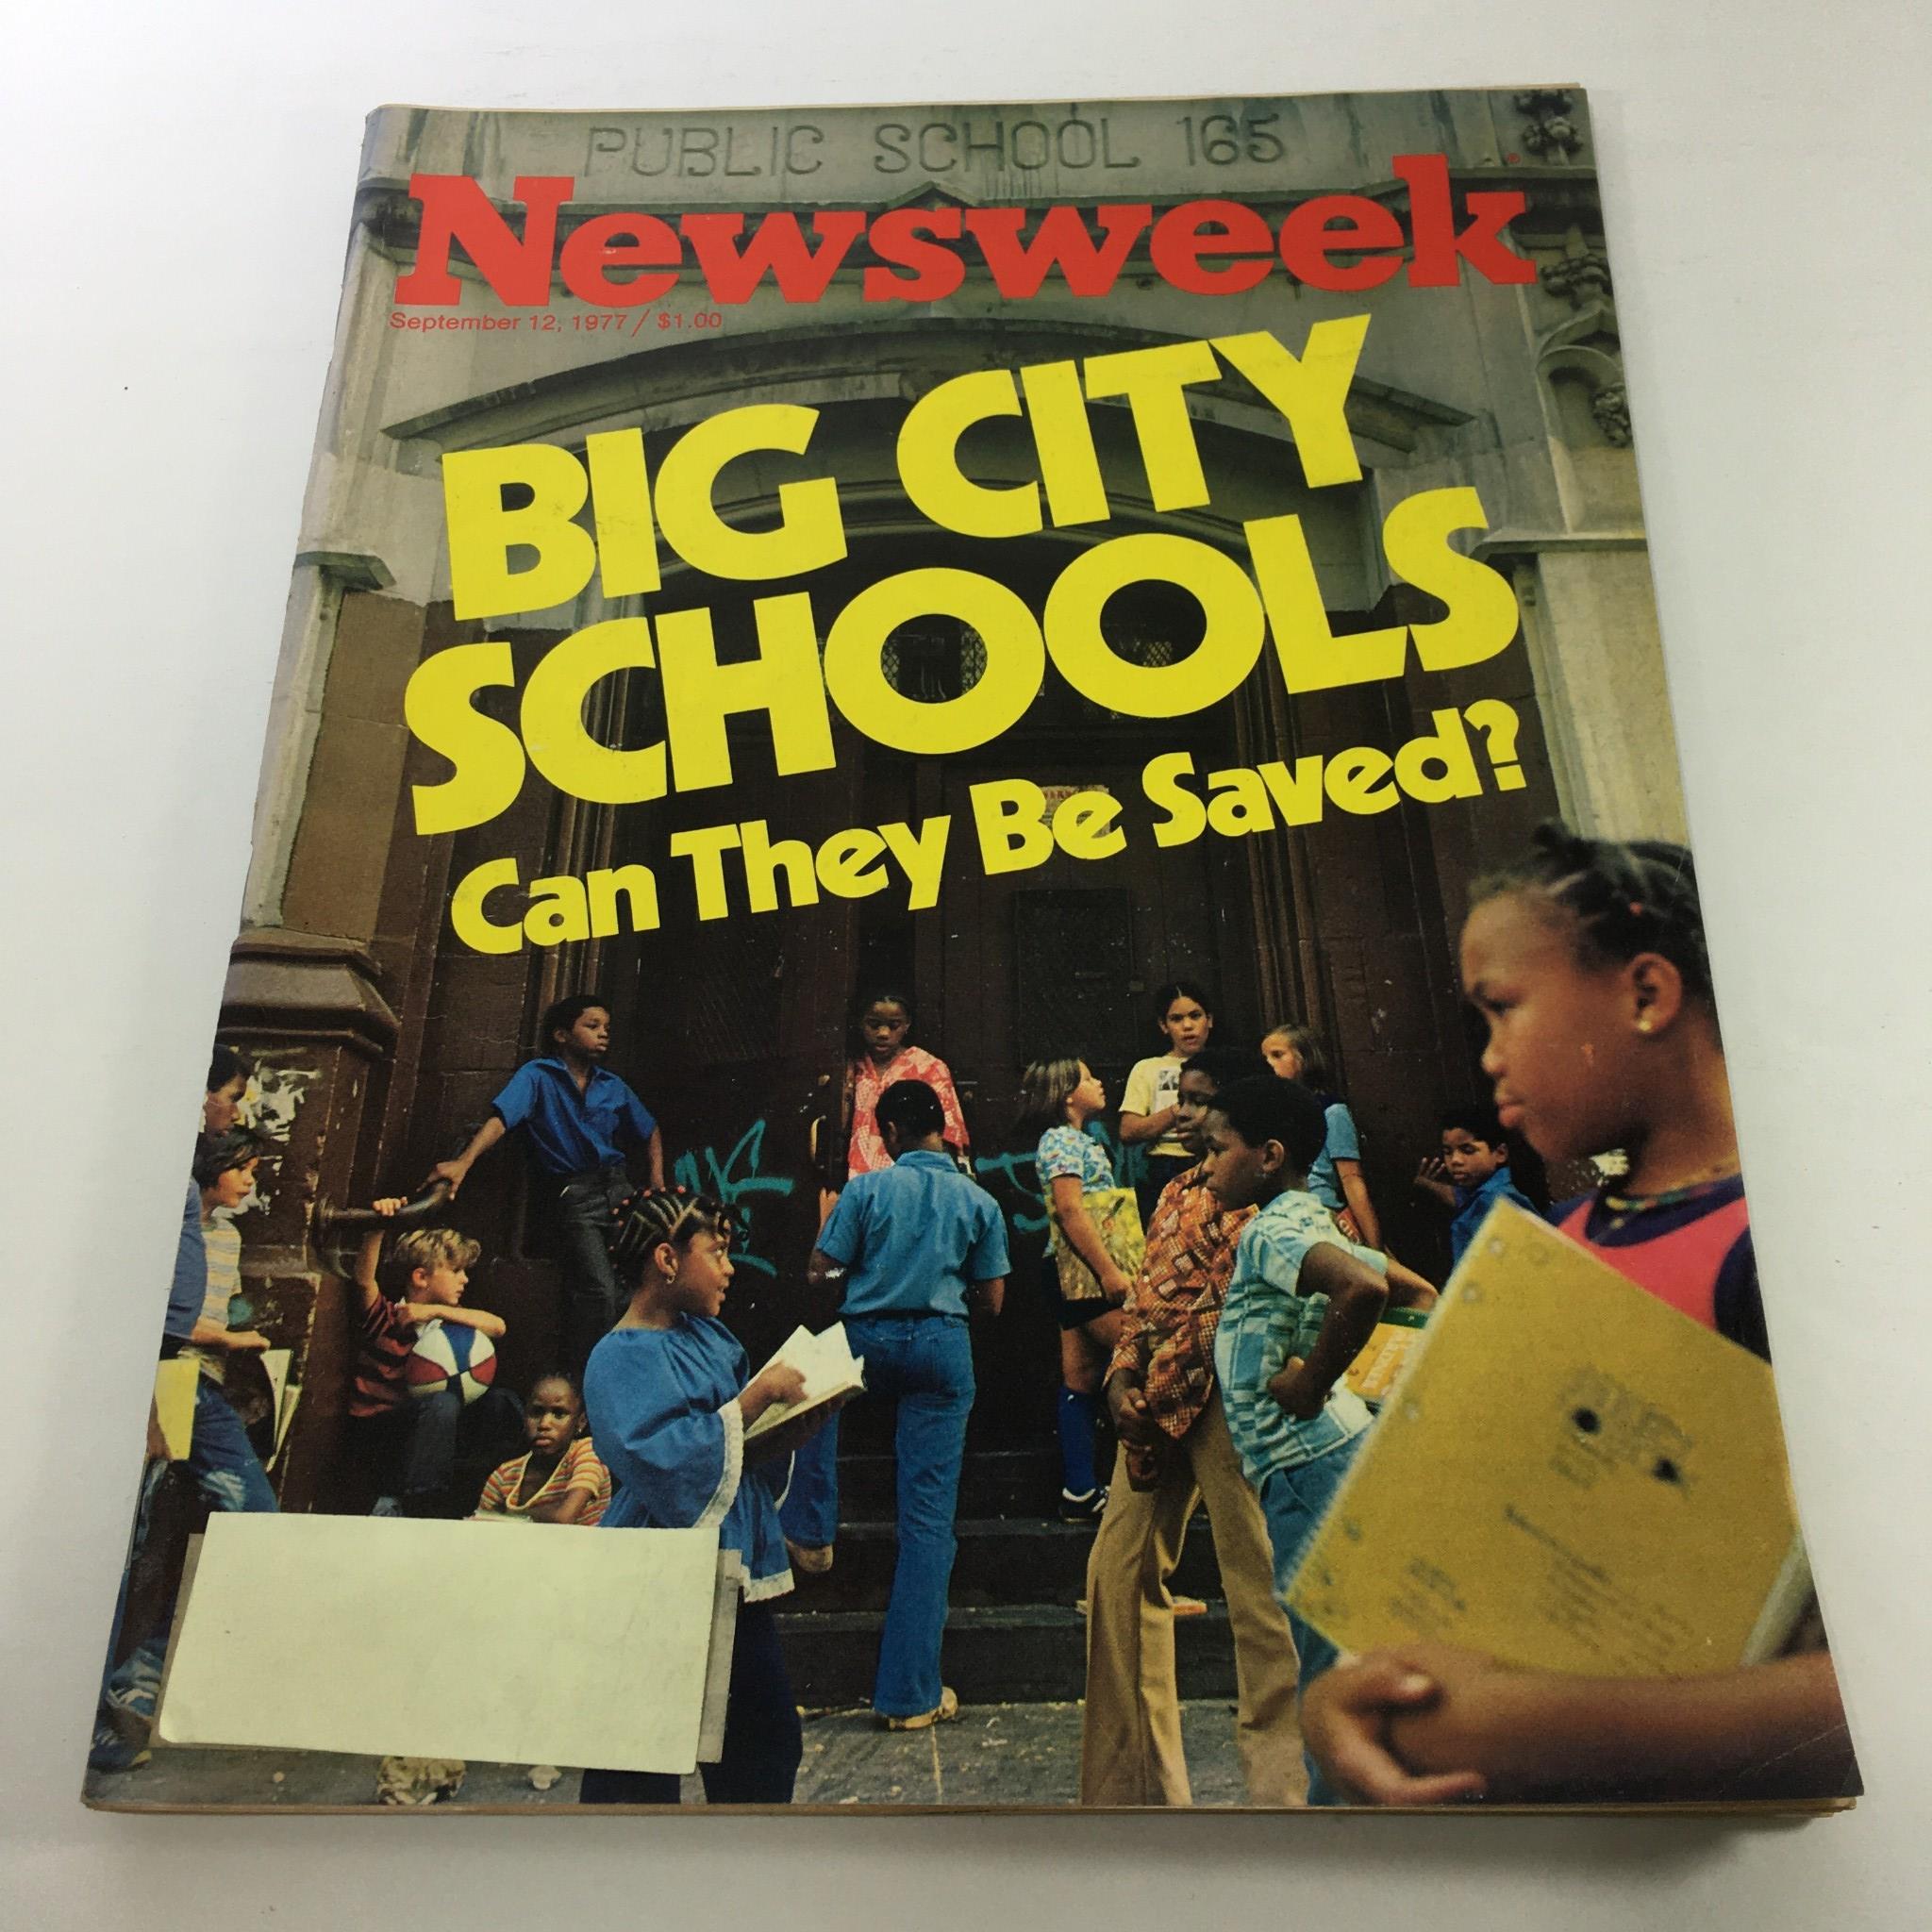 PUBLIC SCHOOL 165
Newsweek
September 12, 1977 / $1.00
BIG CITY
SCHOOLS
Can They Be Saved?